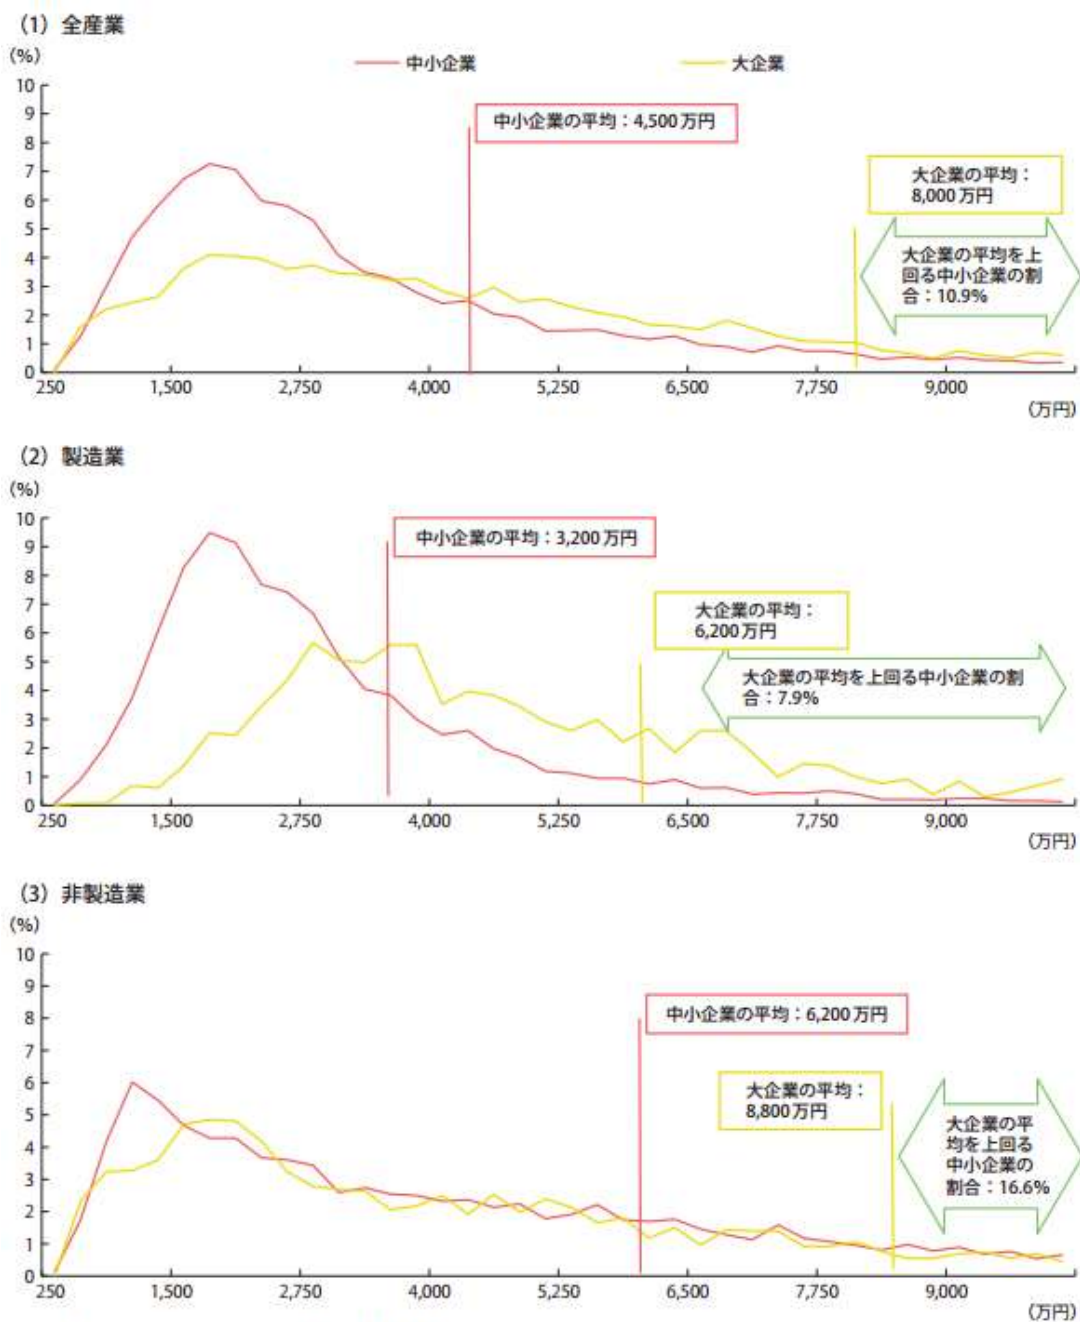 (1) 全産業
(%)
中小企業
大企業
10
9
8
7
6
5
4
3
2
1
0
中小企業の平均：4,500万円
大企業の平均：
8,000万円
大企業の平均を上
回る中小企業の割
合：10.9%
250 1,500 2,750 4,000 5,250 6,500 7,750 9,000
(万円)
(2) 製造業
(%)
10
9
8
7
6
5
4
3
2
1
0
中小企業の平均：3,200万円
大企業の平均：
6,200万円
大企業の平均を上回る中小企業の割
合：7.9%
250 1,500 2,750 4,000 5,250 6,500 7,750 9,000
(万円)
(3) 非製造業
(%)
10
9
8
7
6
5
4
3
2
1
0
中小企業の平均：6,200万円
大企業の平均：
8,800万円
大企業の平
均を上回る
中小企業の
割合：16.6%
250 1,500 2,750 4,000 5,250 6,500 7,750 9,000
(万円)